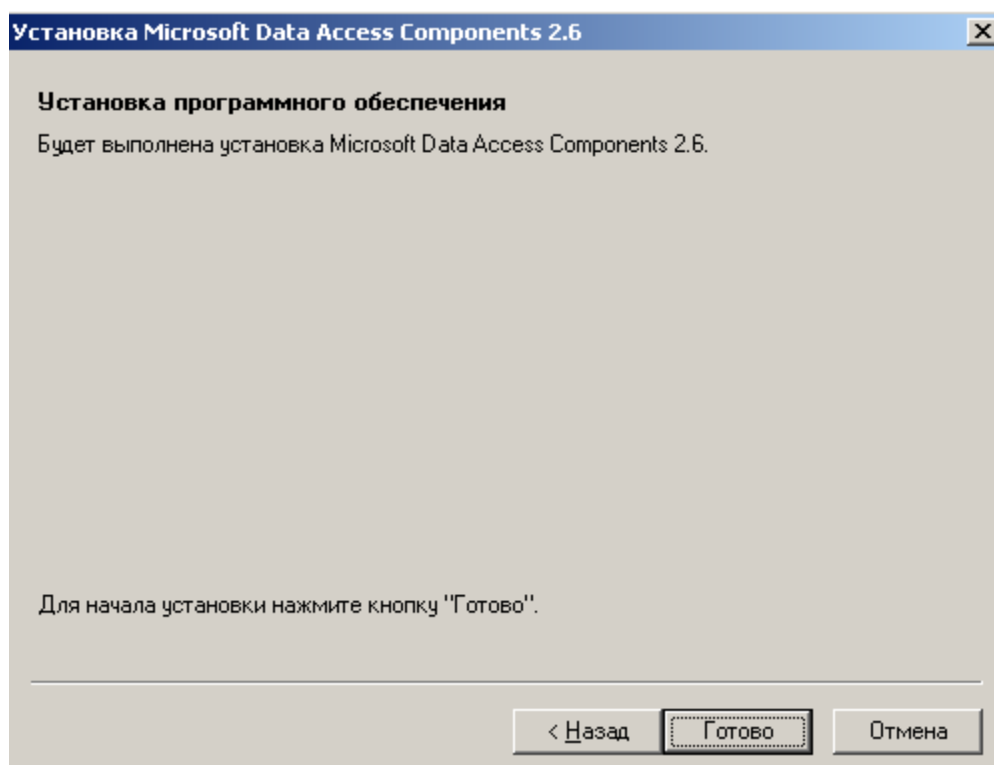 Установка Microsoft Data Access Components 2.6
Установка программного обеспечения
Будет выполнена установка Microsoft Data Access Components 2.6.
Для начала установки нажмите кнопку "Готово".
< Назад
Готово
Отмена